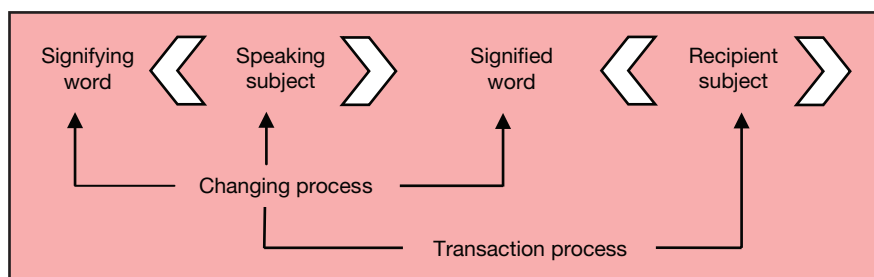 Signifying
word
Speaking
subject
Signified
word
Recipient
subject
Changing process
Transaction process